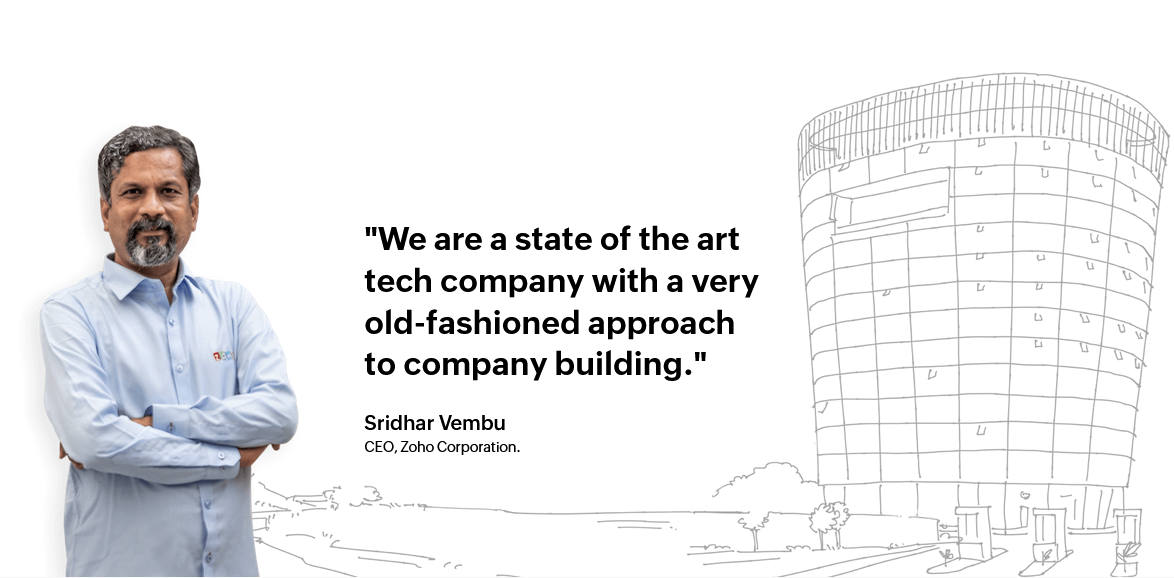 "We are a state of the art
tech company with a very
old-fashioned approach
to company building."
Sridhar Vembu
CEO, Zoho Corporation.